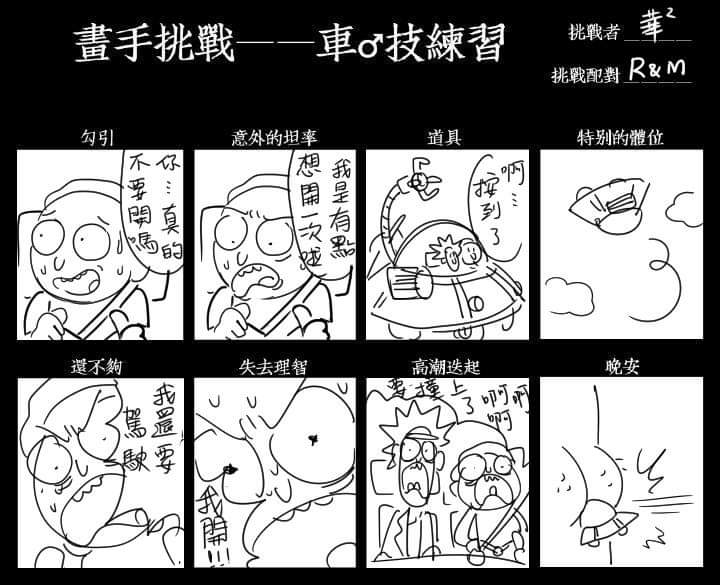 畫手挑戰——車♂技練習
挑戰者 華²
挑戰配對 R&M
勾引
你…真的
不要開嗎
意外的坦率
我是有點
想開一次啦
道具
啊…
按到了
特別的體位
還不夠
我還要
駕駛
失去理智
我開!!!
高潮迭起
要撞上了啊啊啊啊
晚安